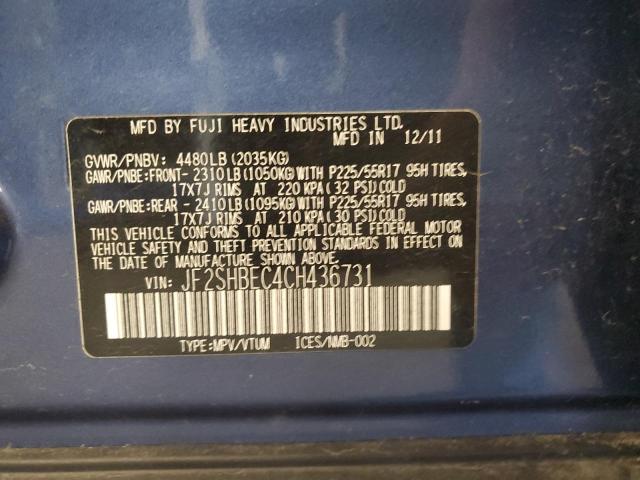 MFD BY FUJI HEAVY INDUSTRIES LTD.
MFD IN 12/11
GVWR/PNBV: 4480LB(2035KG)
GAWR/PNBE:FRONT- 2310LB(1050KG)WITH P225/55R17 95H TIRES,
17X7J RIMS AT 220 KPA(32 PSI)COLD
GAWR/PNBE:REAR - 2410LB(1095KG)WITH P225/55R17 95H TIRES,
17X7J RIMS AT 210 KPA(30 PSI)COLD
THIS VEHICLE CONFORMS TO ALL APPLICABLE FEDERAL MOTOR
VEHICLE SAFETY AND THEFT PREVENTION STANDARDS IN EFFECT
ON THE DATE OF MANUFACTURE SHOWN ABOVE.
VIN: JF2SHBEC4CH436731
TYPE:MPV/VTUM ICES/NMB-002